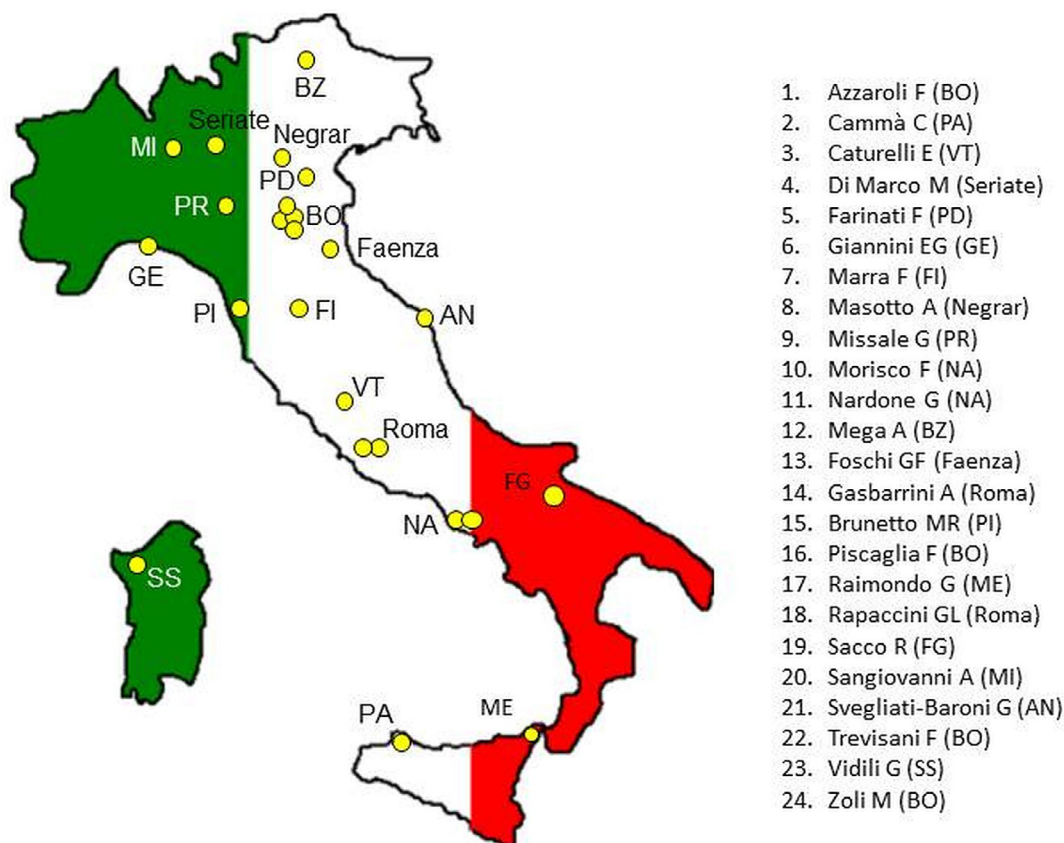 BZ
Seriate
Negrar
MI
PD
PR
BO
Faenza
GE
PI
FI
AN
VT
Roma
FG
NA
SS
PA
ME
1. Azzaroli F (BO)
2. Cammà C (PA)
3. Caturelli E (VT)
4. Di Marco M (Seriate)
5. Farinati F (PD)
6. Giannini EG (GE)
7. Marra F (FI)
8. Masotto A (Negrar)
9. Missale G (PR)
10. Morisco F (NA)
11. Nardone G (NA)
12. Mega A (BZ)
13. Foschi GF (Faenza)
14. Gasbarrini A (Roma)
15. Brunetto MR (PI)
16. Piscaglia F (BO)
17. Raimondo G (ME)
18. Rapaccini GL (Roma)
19. Sacco R (FG)
20. Sangiovanni A (MI)
21. Svegliati-Baroni G (AN)
22. Trevisani F (BO)
23. Vidili G (SS)
24. Zoli M (BO)